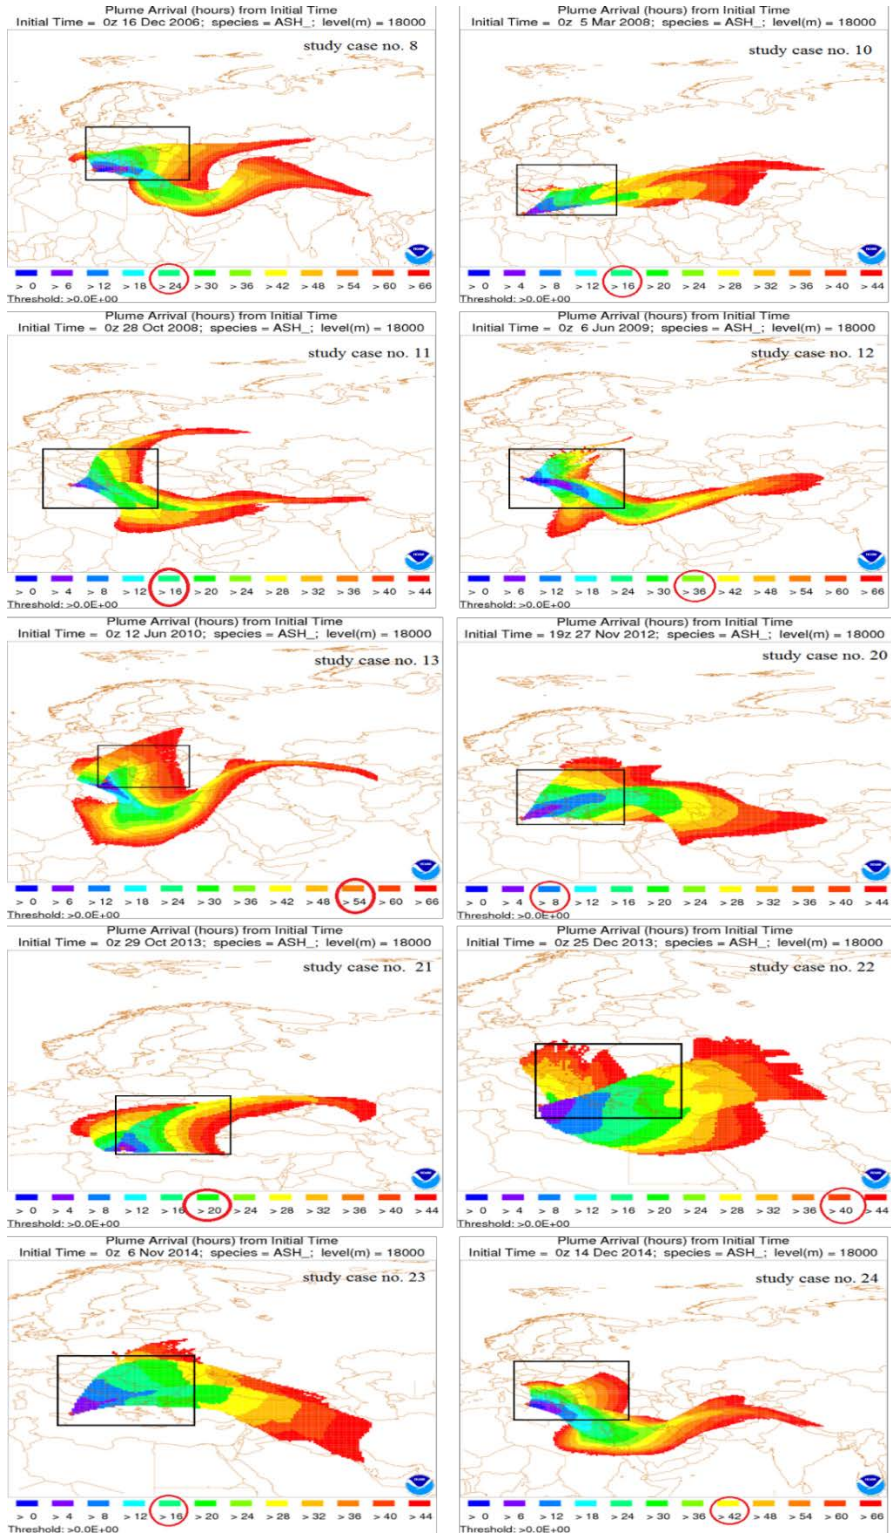 Plume Arrival (hours) from Initial Time
Initial Time = 0z 16 Dec 2006; species = ASH_; level(m) = 18000
study case no. 8
> 0 > 6 > 12 > 18 > 24 > 30 > 36 > 42 > 48 > 54 > 60 > 66
Threshold: >0.0E+00
Plume Arrival (hours) from Initial Time
Initial Time = 0z 5 Mar 2008; species = ASH_; level(m) = 18000
study case no. 10
> 0 > 4 > 8 > 12 > 16 > 20 > 24 > 28 > 32 > 36 > 40 > 44
Threshold: >0.0E+00
Plume Arrival (hours) from Initial Time
Initial Time = 0z 28 Oct 2008; species = ASH_; level(m) = 18000
study case no. 11
> 0 > 4 > 8 > 12 > 16 > 20 > 24 > 28 > 32 > 36 > 40 > 44
Threshold: >0.0E+00
Plume Arrival (hours) from Initial Time
Initial Time = 0z 6 Jun 2009; species = ASH_; level(m) = 18000
study case no. 12
> 0 > 6 > 12 > 18 > 24 > 30 > 36 > 42 > 48 > 54 > 60 > 66
Threshold: >0.0E+00
Plume Arrival (hours) from Initial Time
Initial Time = 0z 12 Jun 2010; species = ASH_; level(m) = 18000
study case no. 13
> 0 > 6 > 12 > 18 > 24 > 30 > 36 > 42 > 48 > 54 > 60 > 66
Threshold: >0.0E+00
Plume Arrival (hours) from Initial Time
Initial Time = 19z 27 Nov 2012; species = ASH_; level(m) = 18000
study case no. 20
> 0 > 4 > 8 > 12 > 16 > 20 > 24 > 28 > 32 > 36 > 40 > 44
Threshold: >0.0E+00
Plume Arrival (hours) from Initial Time
Initial Time = 0z 29 Oct 2013; species = ASH_; level(m) = 18000
study case no. 21
> 0 > 4 > 8 > 12 > 16 > 20 > 24 > 28 > 32 > 36 > 40 > 44
Threshold: >0.0E+00
Plume Arrival (hours) from Initial Time
Initial Time = 0z 25 Dec 2013; species = ASH_; level(m) = 18000
study case no. 22
> 0 > 4 > 8 > 12 > 16 > 20 > 24 > 28 > 32 > 36 > 40 > 44
Threshold: >0.0E+00
Plume Arrival (hours) from Initial Time
Initial Time = 0z 6 Nov 2014; species = ASH_; level(m) = 18000
study case no. 23
> 0 > 4 > 8 > 12 > 16 > 20 > 24 > 28 > 32 > 36 > 40 > 44
Threshold: >0.0E+00
Plume Arrival (hours) from Initial Time
Initial Time = 0z 14 Dec 2014; species = ASH_; level(m) = 18000
study case no. 24
> 0 > 6 > 12 > 18 > 24 > 30 > 36 > 42 > 48 > 54 > 60 > 66
Threshold: >0.0E+00